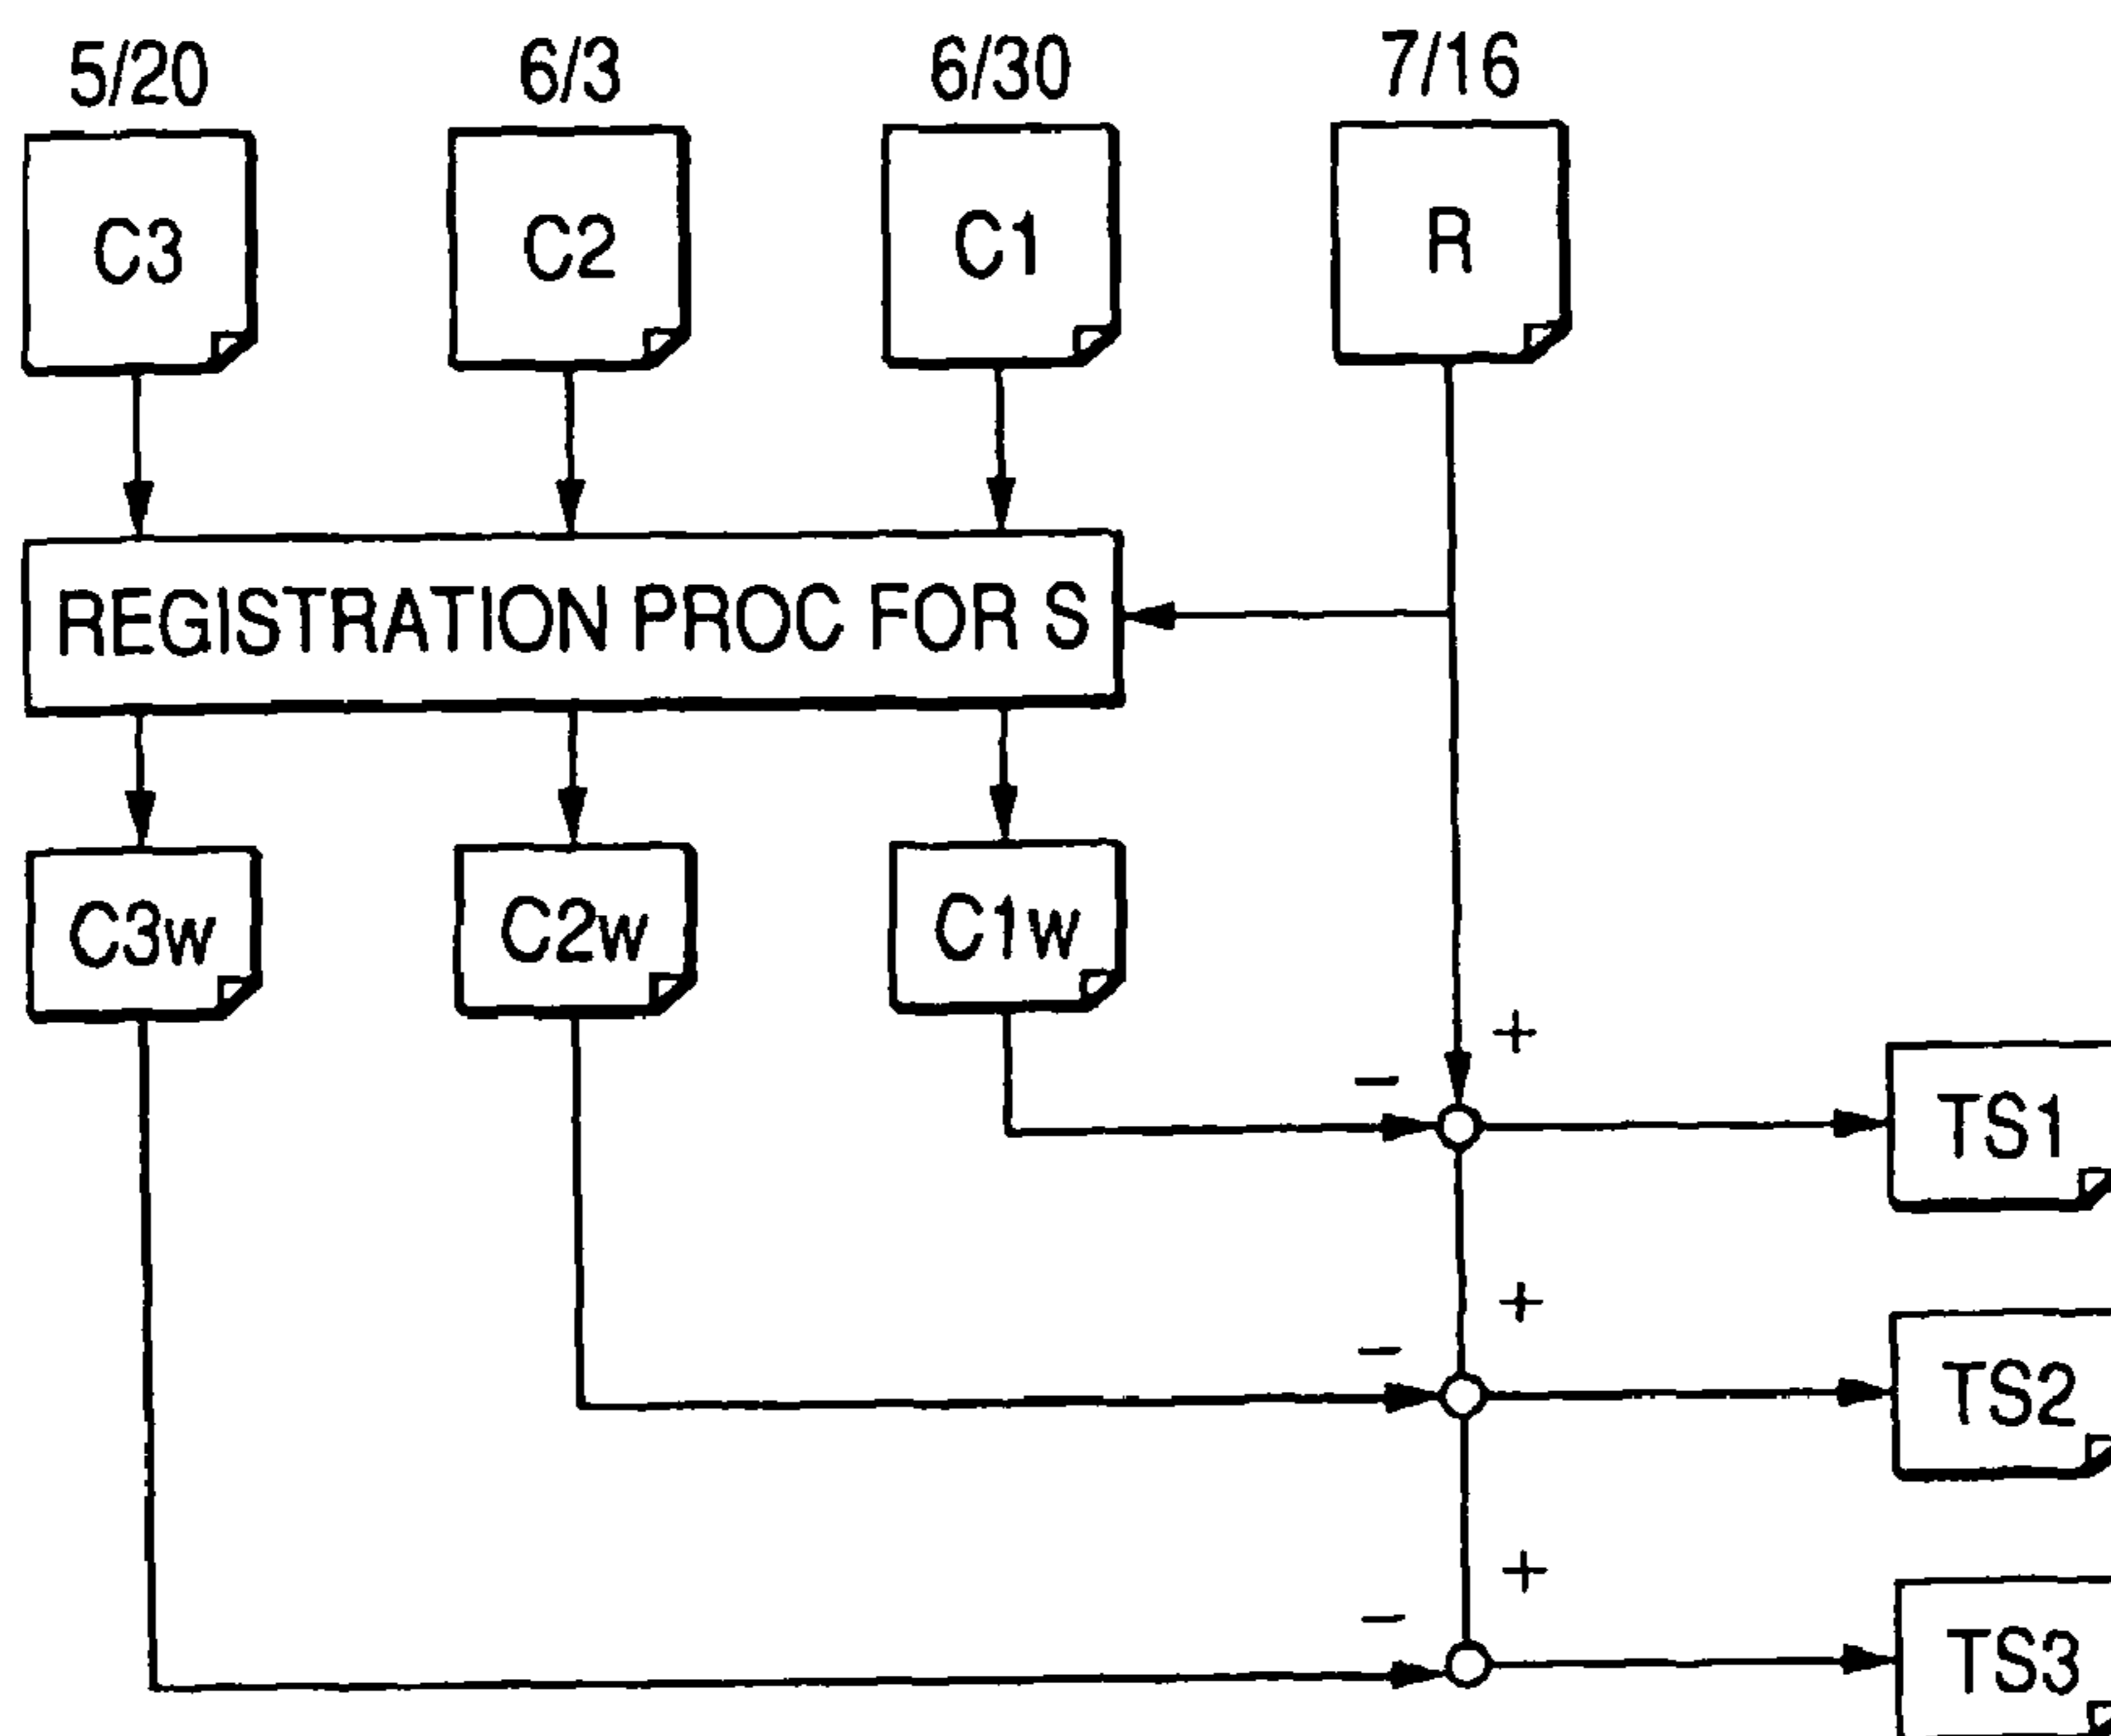 5/20 6/3 6/30 7/16
C3 C2 C1 R
REGISTRATION PROC FOR S
C3w C2w C1w
+
−
TS1
+
−
TS2
+
−
TS3